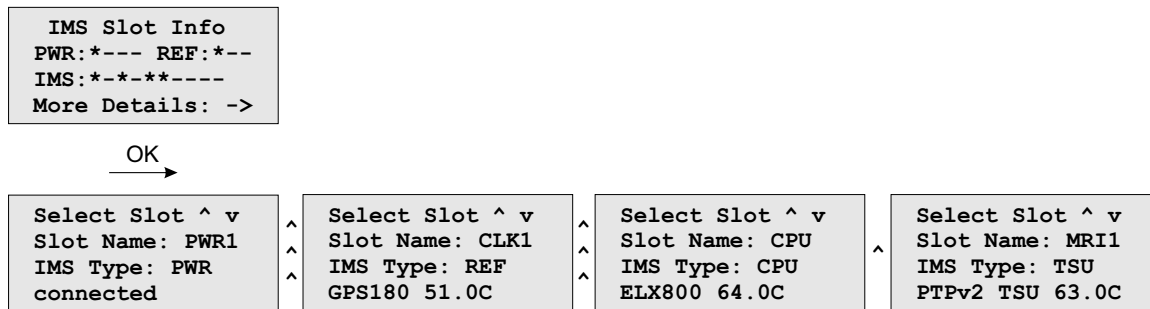 IMS Slot Info
PWR:*--- REF:*--
IMS:*-*-**----
More Details: ->
OK
Select Slot ^ v
Slot Name: PWR1
IMS Type: PWR
connected
^
^
^
Select Slot ^ v
Slot Name: CLK1
IMS Type: REF
GPS180 51.0C
^
^
^
Select Slot ^ v
Slot Name: CPU
IMS Type: CPU
ELX800 64.0C
^
Select Slot ^ v
Slot Name: MRI1
IMS Type: TSU
PTPv2 TSU 63.0C